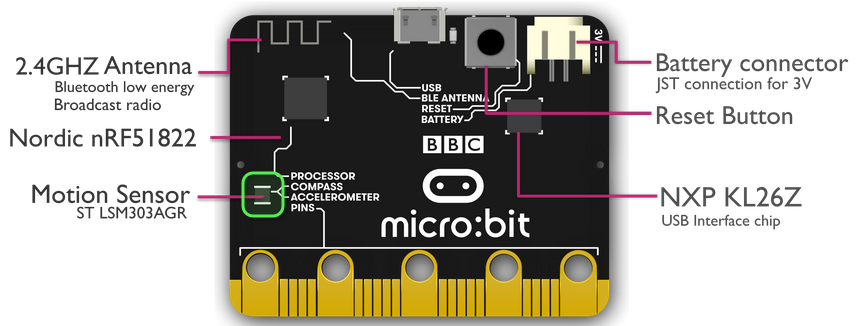 2.4GHZ Antenna
Bluetooth low energy
Broadcast radio
Nordic nRF51822
Motion Sensor
ST LSM303AGR
3V
USB
BLE ANTENNA
RESET
BATTERY
BBC
PROCESSOR
COMPASS
ACCELEROMETER
PINS
micro:bit
Battery connector
JST connection for 3V
Reset Button
NXP KL26Z
USB Interface chip